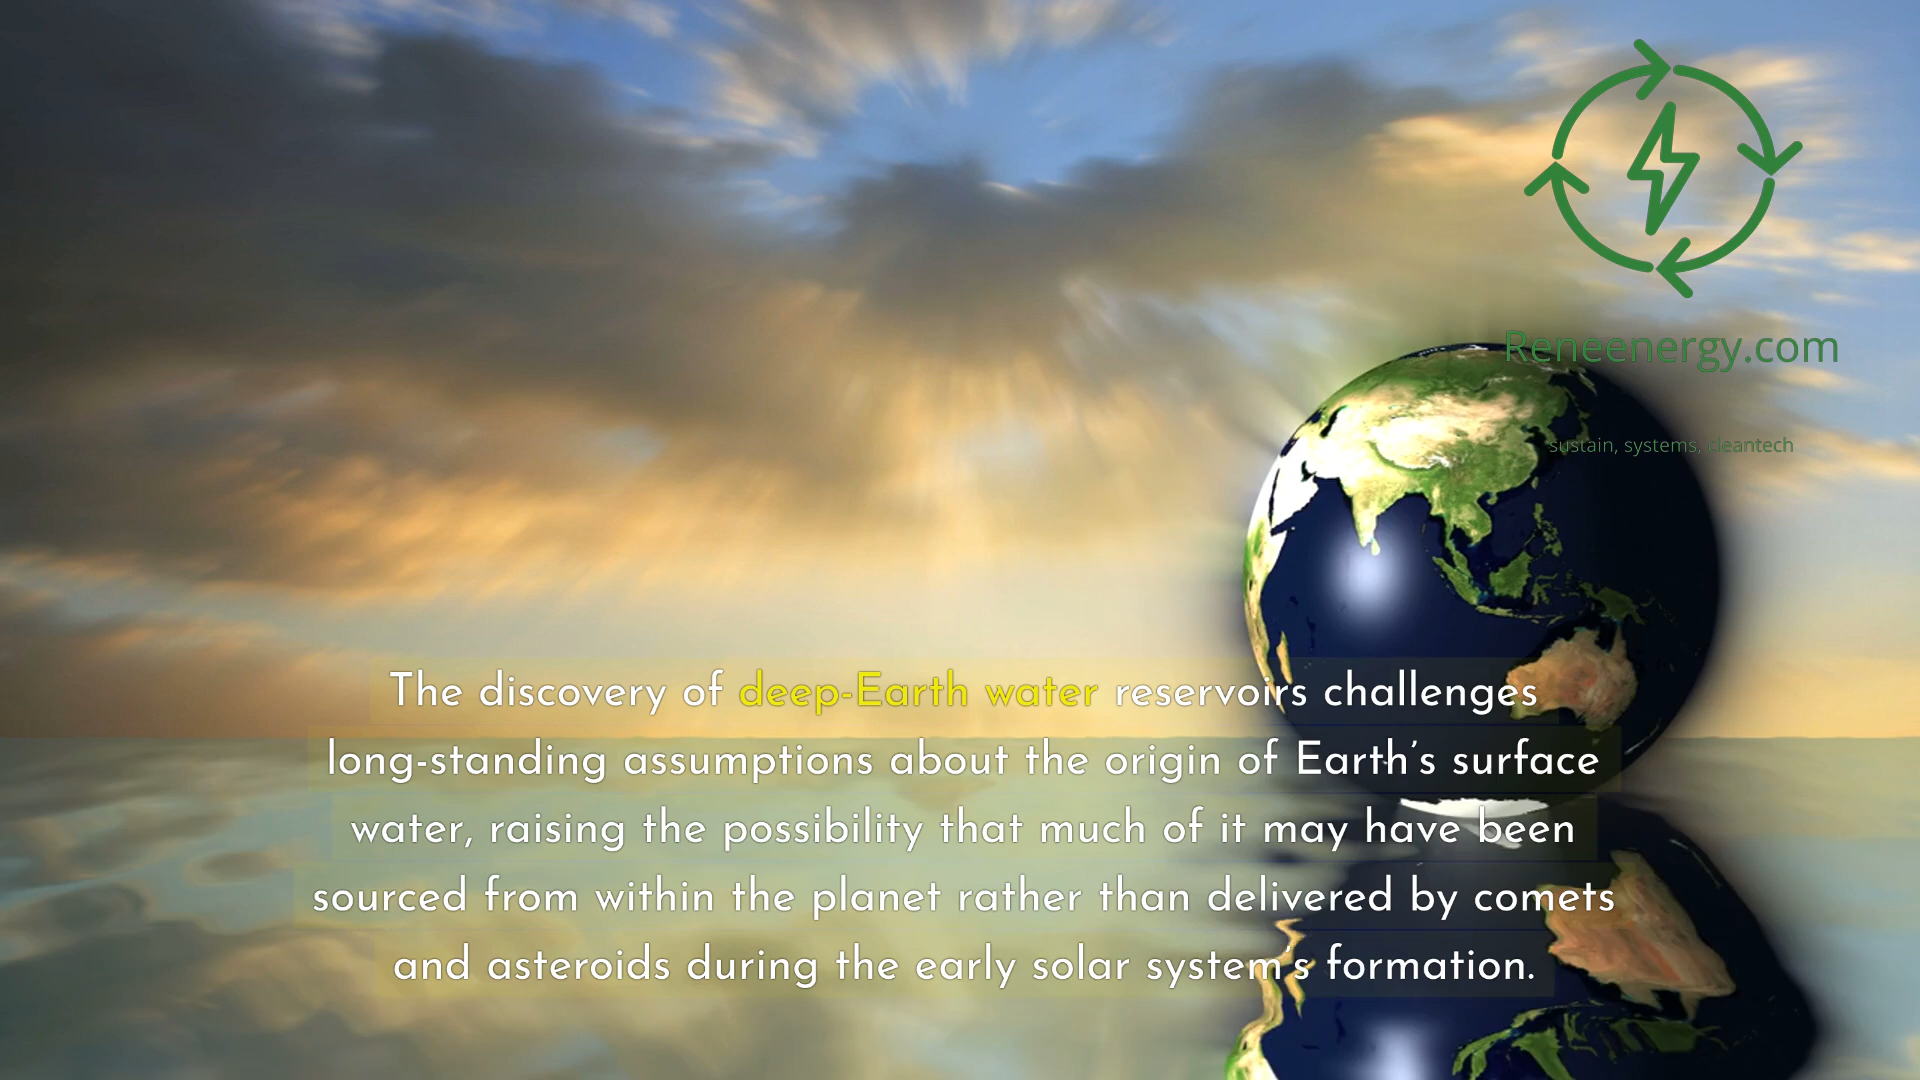 Reneenergy.com
sustain, systems, cleantech
The discovery of deep-Earth water reservoirs challenges
long-standing assumptions about the origin of Earth’s surface
water, raising the possibility that much of it may have been
sourced from within the planet rather than delivered by comets
and asteroids during the early solar system’s formation.